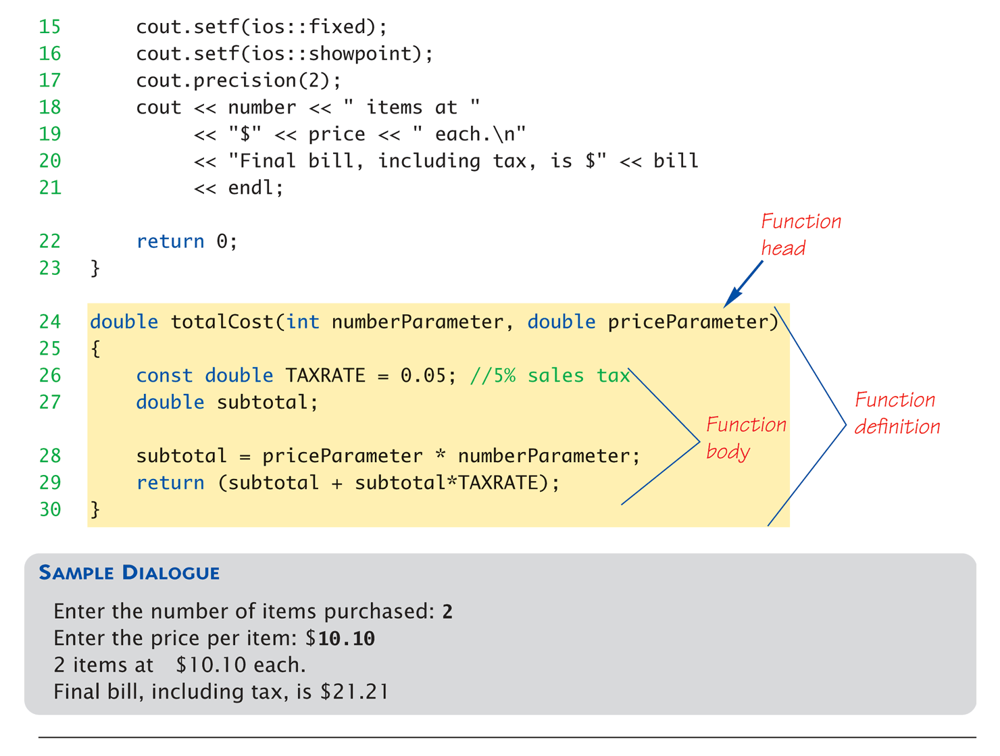 15 cout.setf(ios::fixed);
16 cout.setf(ios::showpoint);
17 cout.precision(2);
18 cout << number << " items at "
19 << "$" << price << " each.\n"
20 << "Final bill, including tax, is $" << bill
21 << endl;
22 return 0;
23 }
Function
head
24 double totalCost(int numberParameter, double priceParameter)
25 {
26 const double TAXRATE = 0.05; //5% sales tax
27 double subtotal;
28 subtotal = priceParameter * numberParameter;
29 return (subtotal + subtotal*TAXRATE);
30 }
Function
body
Function
definition
SAMPLE DIALOGUE
Enter the number of items purchased: 2
Enter the price per item: $10.10
2 items at $10.10 each.
Final bill, including tax, is $21.21